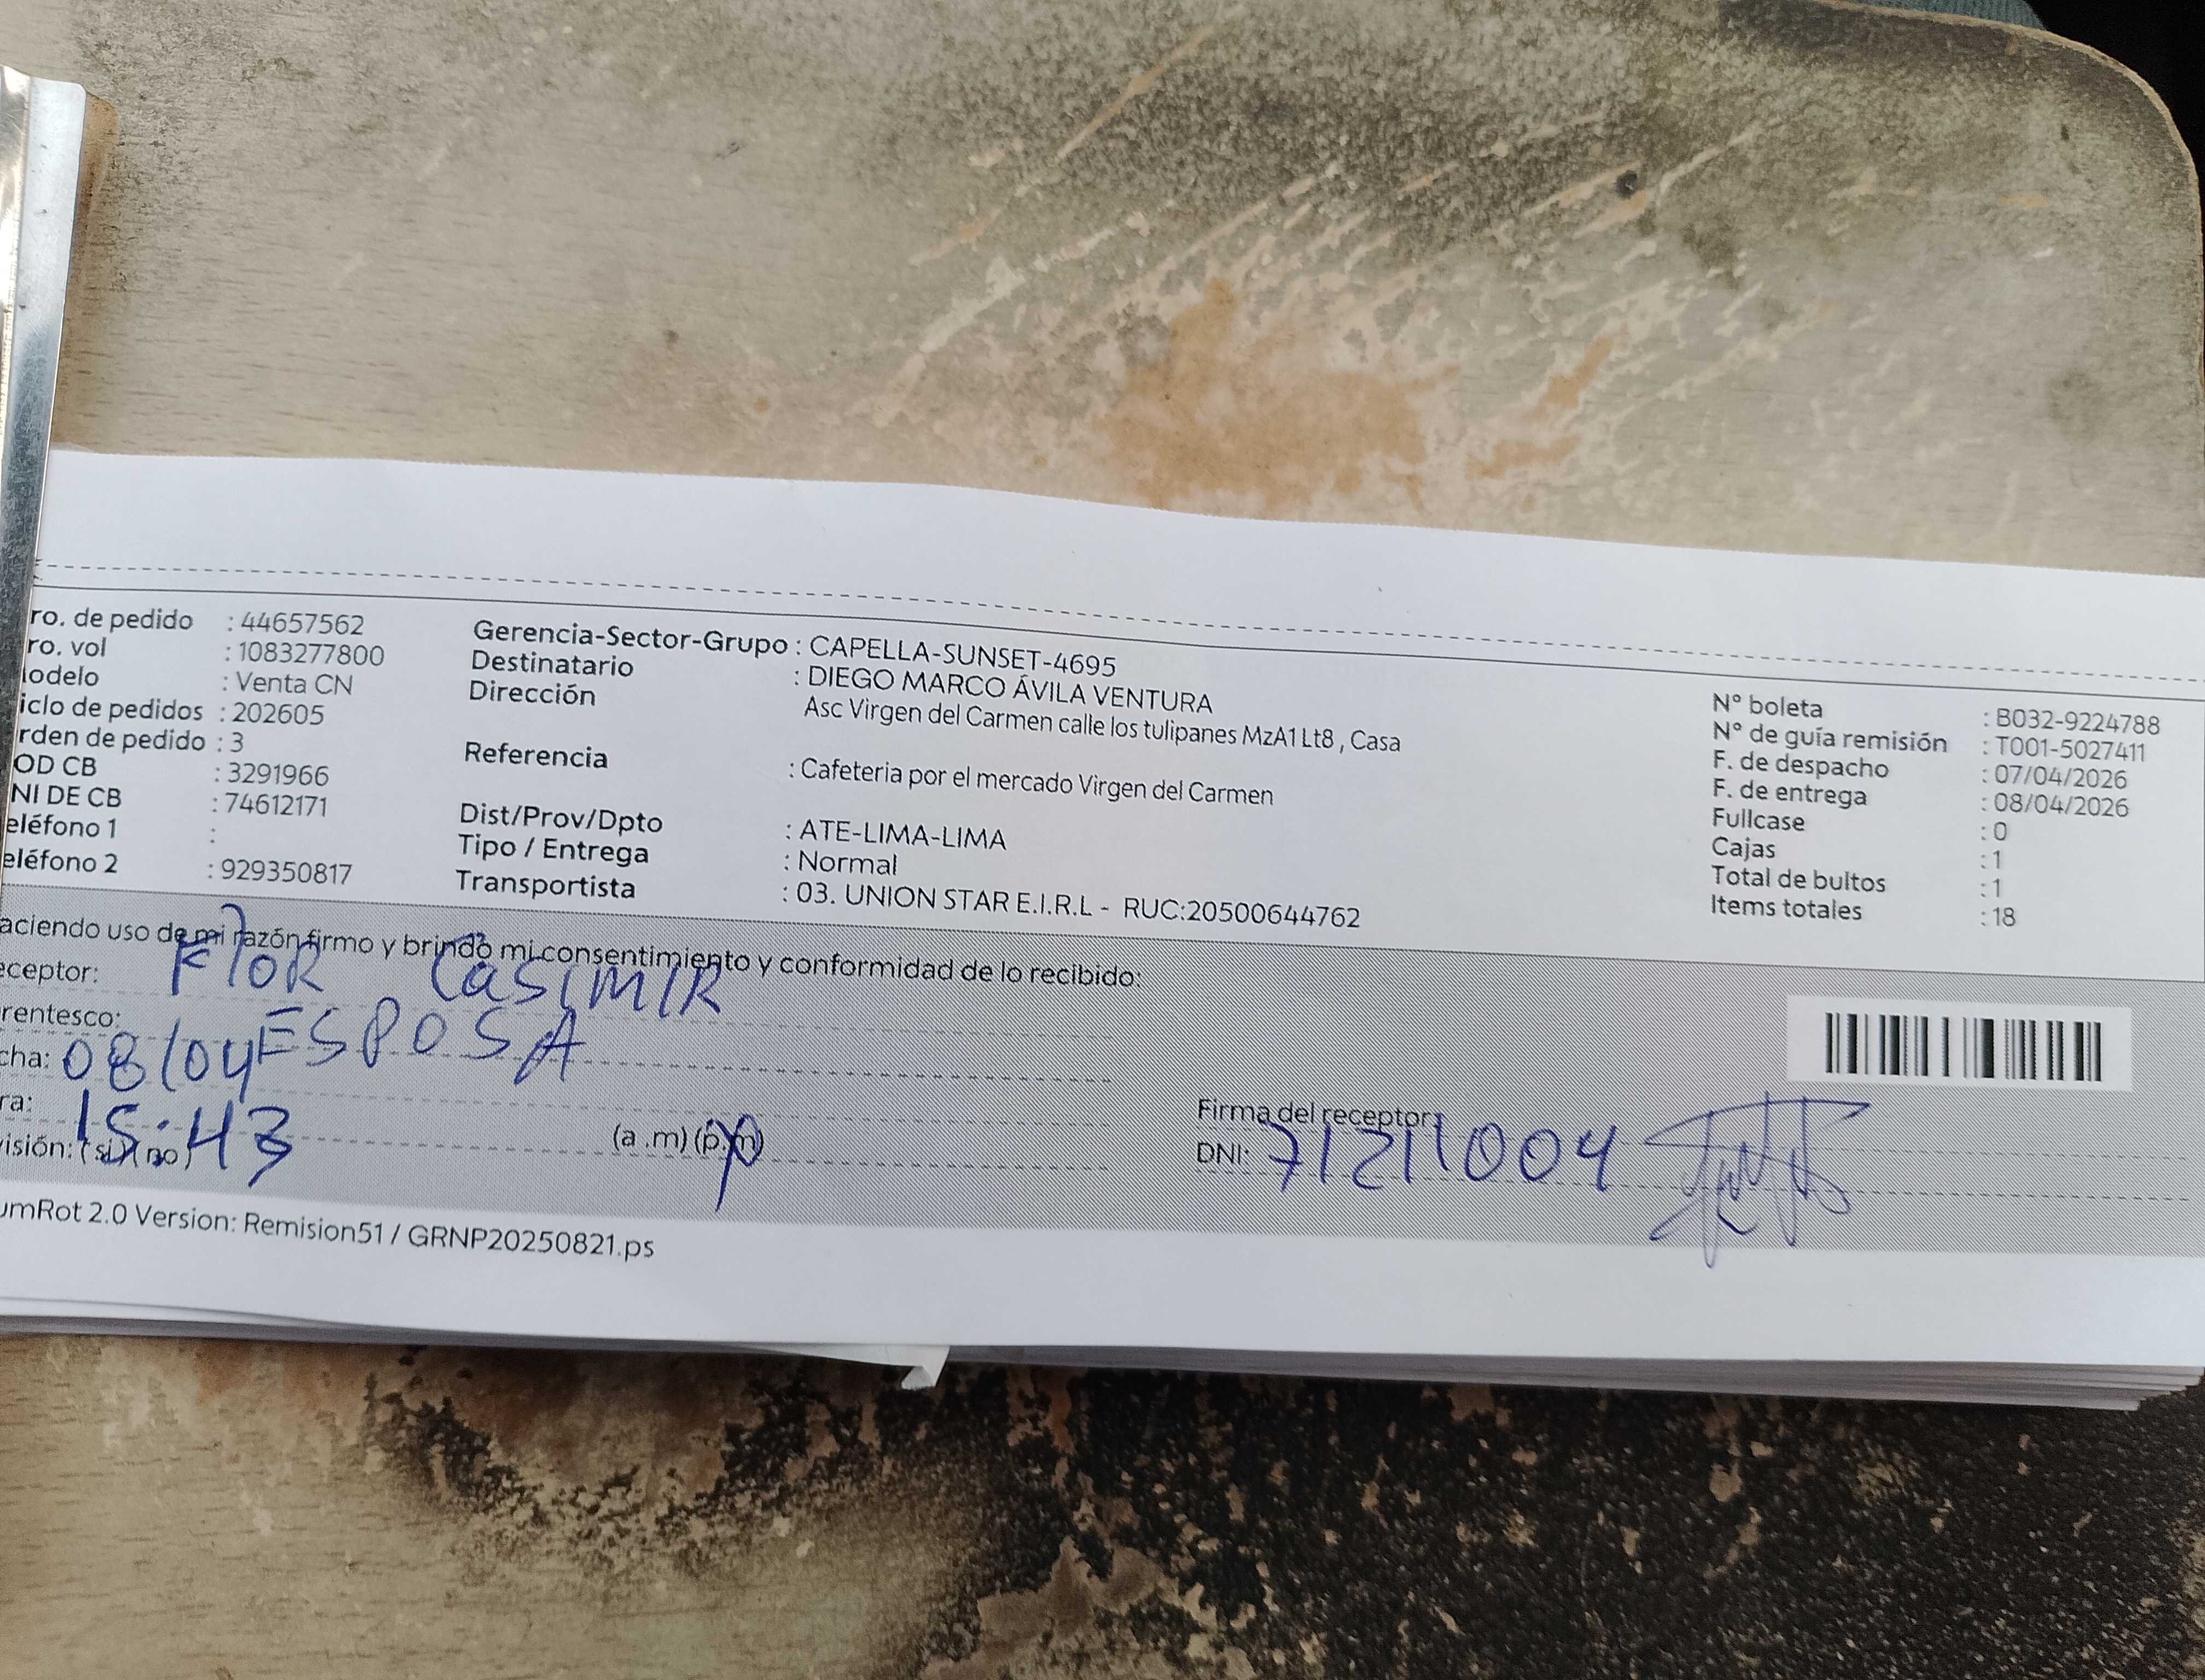 ro. de pedido : 44657562
ro. vol : 1083277800
odelo : Venta CN
iclo de pedidos : 202605
rden de pedido : 3
OD CB : 3291966
NI DE CB : 74612171
eléfono 1 :
eléfono 2 : 929350817
Gerencia-Sector-Grupo : CAPELLA-SUNSET-4695
Destinatario : DIEGO MARCO ÁVILA VENTURA
Dirección Asc Virgen del Carmen calle los tulipanes MzA1 Lt8 , Casa
Referencia : Cafeteria por el mercado Virgen del Carmen
Dist/Prov/Dpto : ATE-LIMA-LIMA
Tipo / Entrega : Normal
Transportista : 03. UNION STAR E.I.R.L - RUC:20500644762
N° boleta : B032-9224788
N° de guía remisión : T001-5027411
F. de despacho : 07/04/2026
F. de entrega : 08/04/2026
Fullcase : 0
Cajas : 1
Total de bultos : 1
Items totales : 18
aciendo uso de mi razón firmo y brindo mi consentimiento y conformidad de lo recibido:
eceptor: FloR CasimiR
rentesco: ESPOSA
cha: 08/04
ra: 15:43 (a .m) (p.m)
visión: (si) (no)
Firma del receptor:
DNI: 71211004
umRot 2.0 Version: Remision51 / GRNP20250821.ps